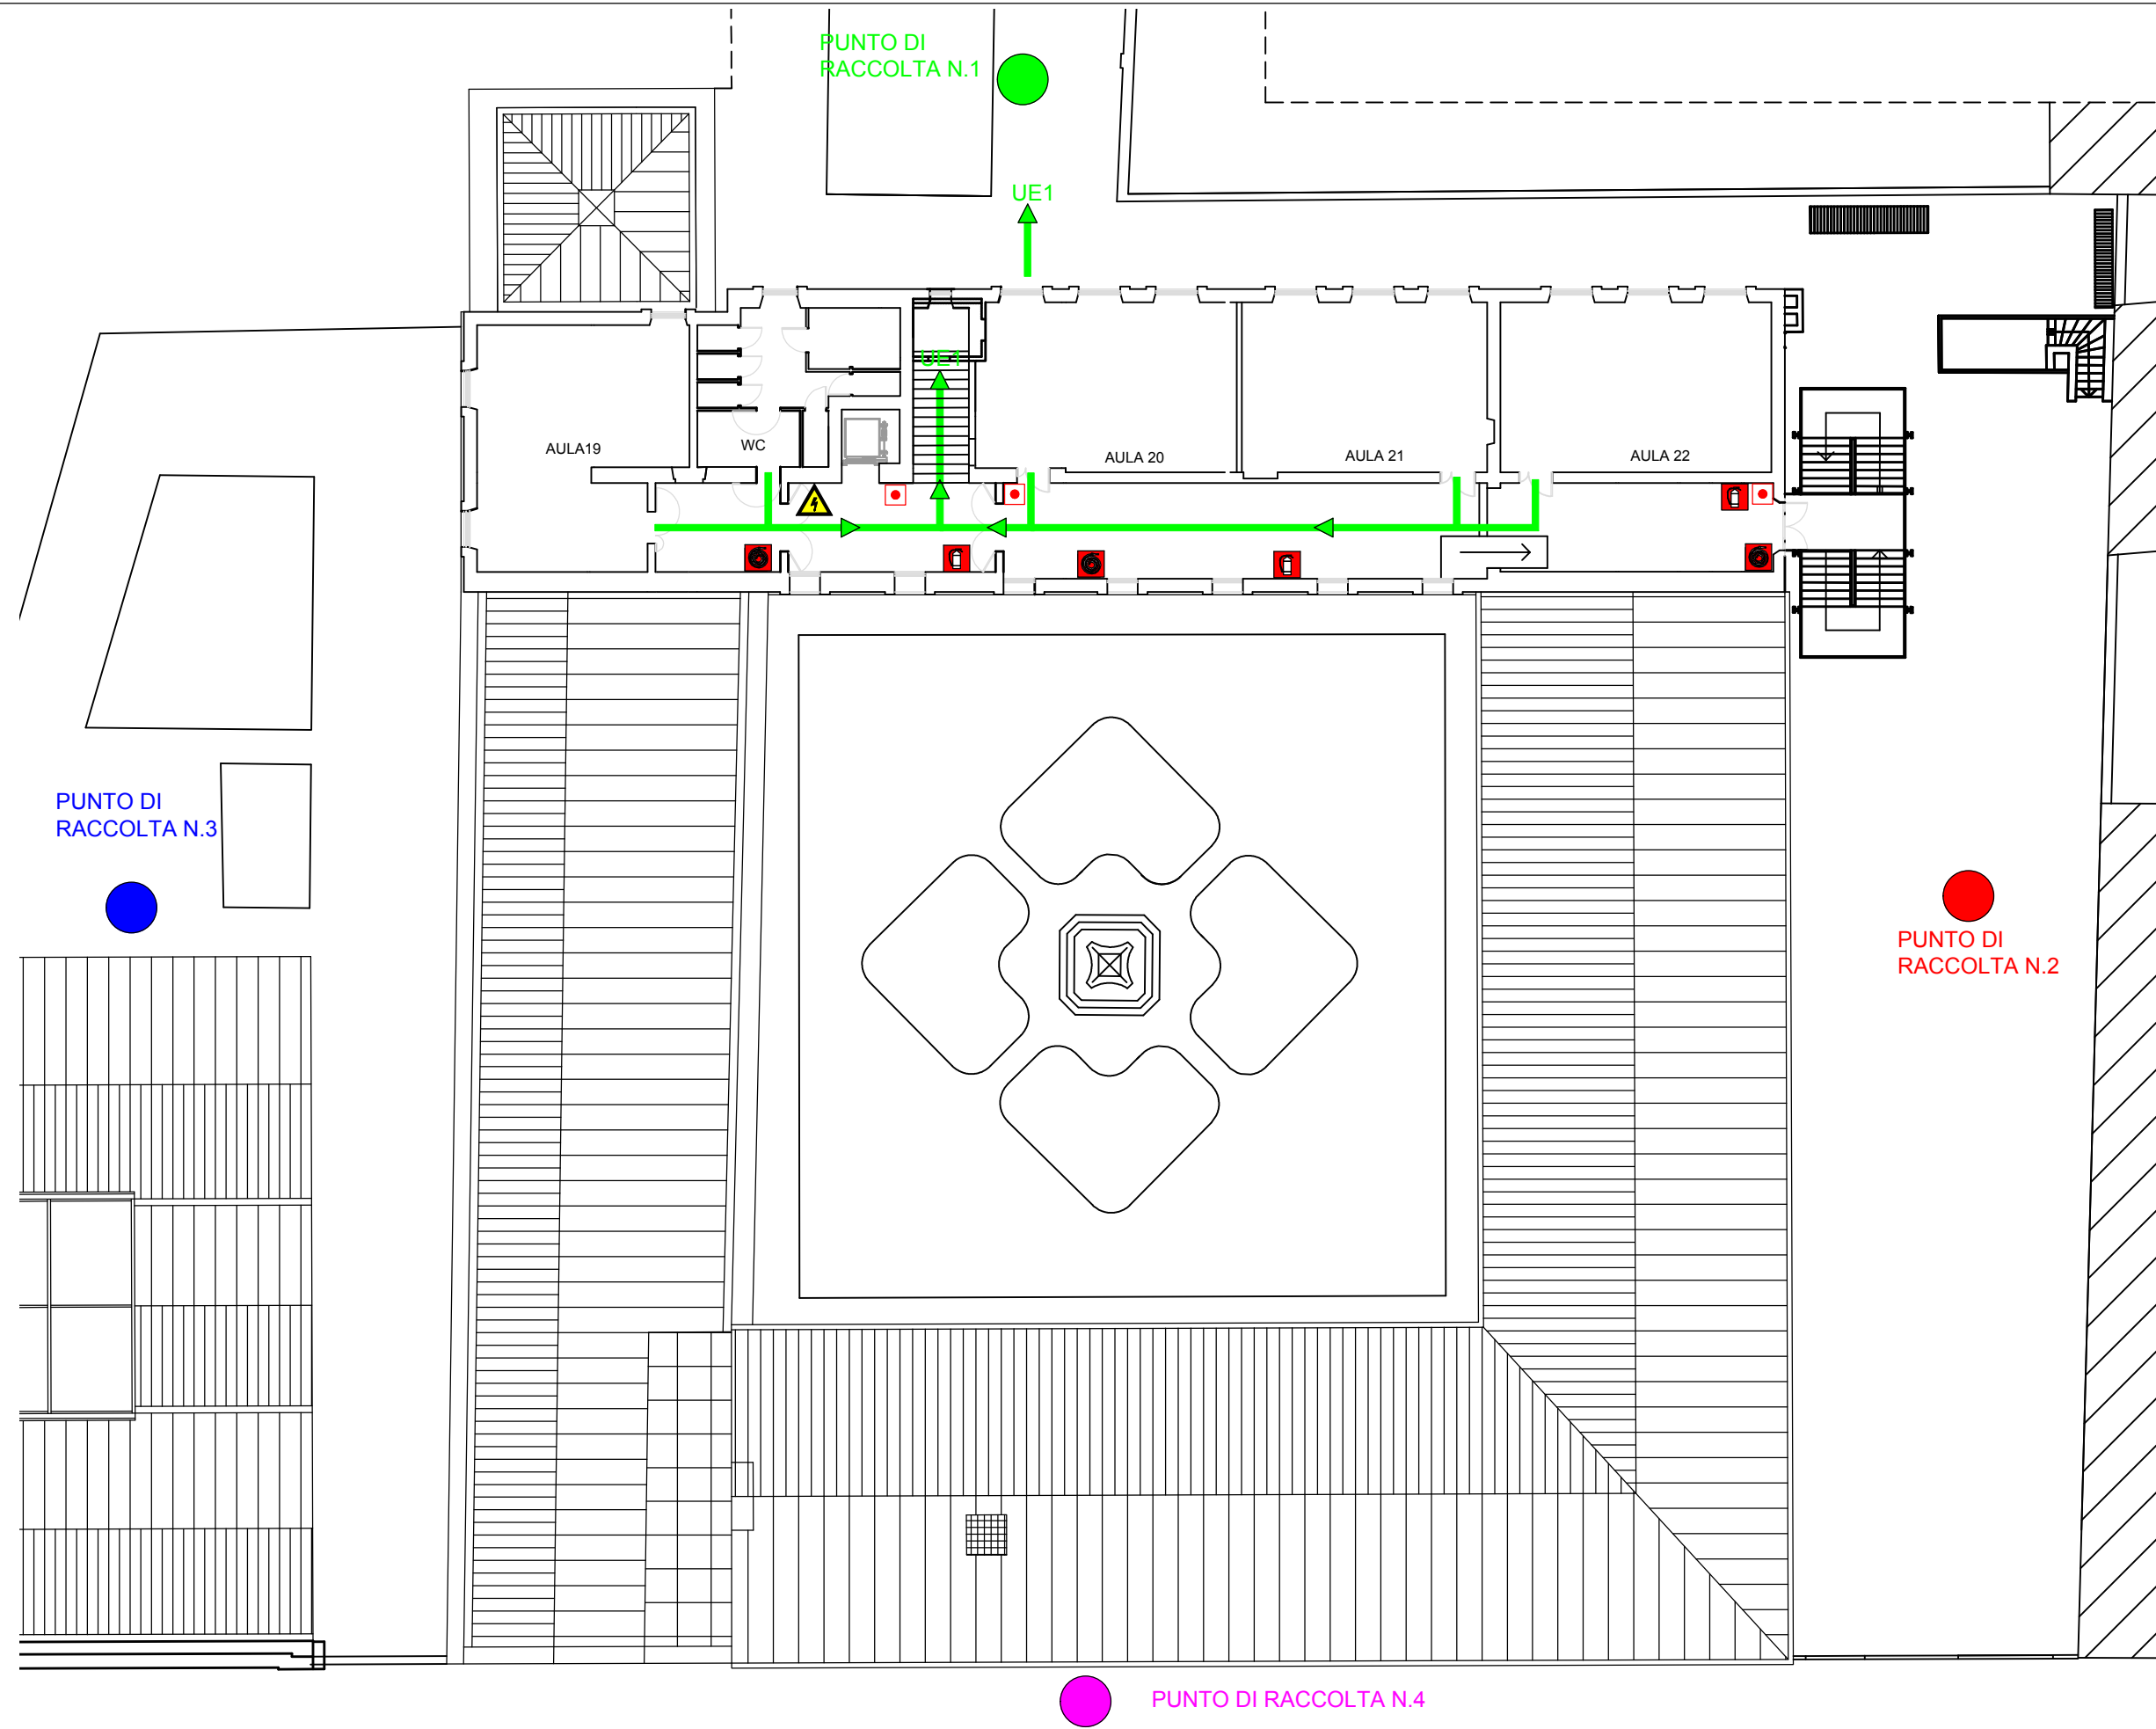 PUNTO DI
RACCOLTA N.1
UE1
UE1
AULA19
WC
AULA 20
AULA 21
AULA 22
PUNTO DI
RACCOLTA N.3
PUNTO DI
RACCOLTA N.2
PUNTO DI RACCOLTA N.4